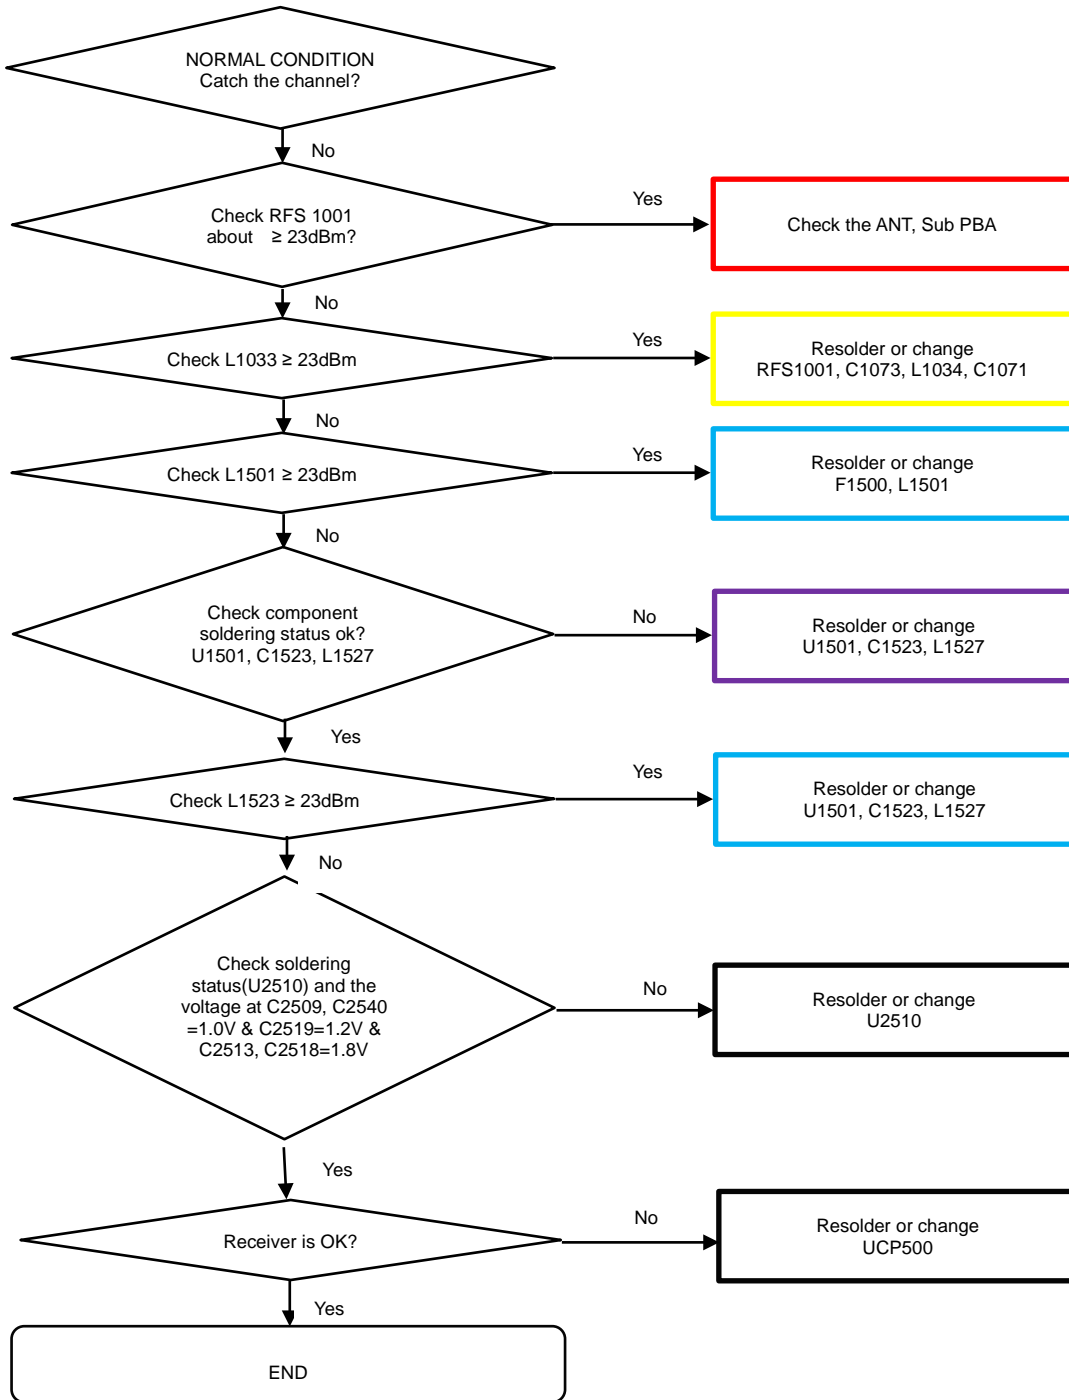 NORMAL CONDITION
Catch the channel?
No
Check RFS 1001
about ≥ 23dBm?
Yes
Check the ANT, Sub PBA
No
Check L1033 ≥ 23dBm
Yes
Resolder or change
RFS1001, C1073, L1034, C1071
No
Check L1501 ≥ 23dBm
Yes
Resolder or change
F1500, L1501
No
Check component
soldering status ok?
U1501, C1523, L1527
No
Resolder or change
U1501, C1523, L1527
Yes
Check L1523 ≥ 23dBm
Yes
Resolder or change
U1501, C1523, L1527
No
Check soldering
status(U2510) and the
voltage at C2509, C2540
=1.0V & C2519=1.2V &
C2513, C2518=1.8V
No
Resolder or change
U2510
Yes
Receiver is OK?
No
Resolder or change
UCP500
Yes
END